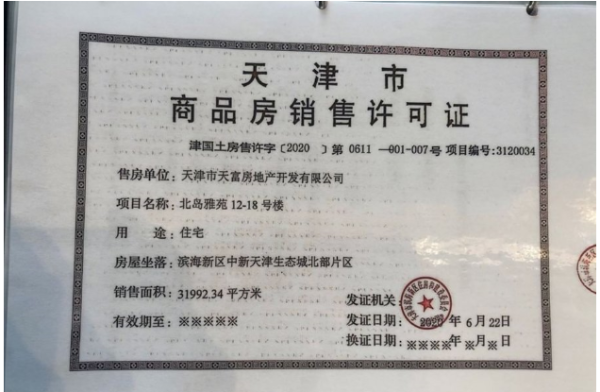 天津市
商品房销售许可证
津国土房售许字〔2020〕第 0611—001-007号 项目编号:3120034
售房单位: 天津市天富房地产开发有限公司
项目名称: 北岛雅苑 12-18 号楼
用 途: 住宅
房屋坐落: 滨海新区中新天津生态城北部片区
销售面积: 31992.34 平方米
发证机关:
有效期至: ※※※※※
发证日期: 2020 年 6 月 22日
换证日期: ※※※※年 ※月※日